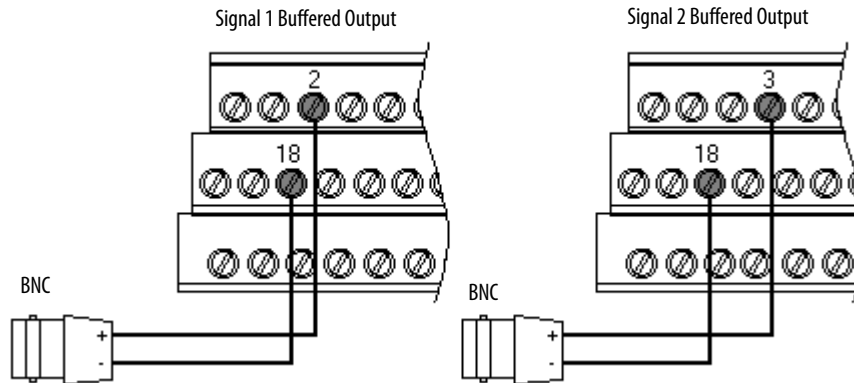 Signal 1 Buffered Output
Signal 2 Buffered Output
2
3
18
18
BNC
BNC
+
-
+
-